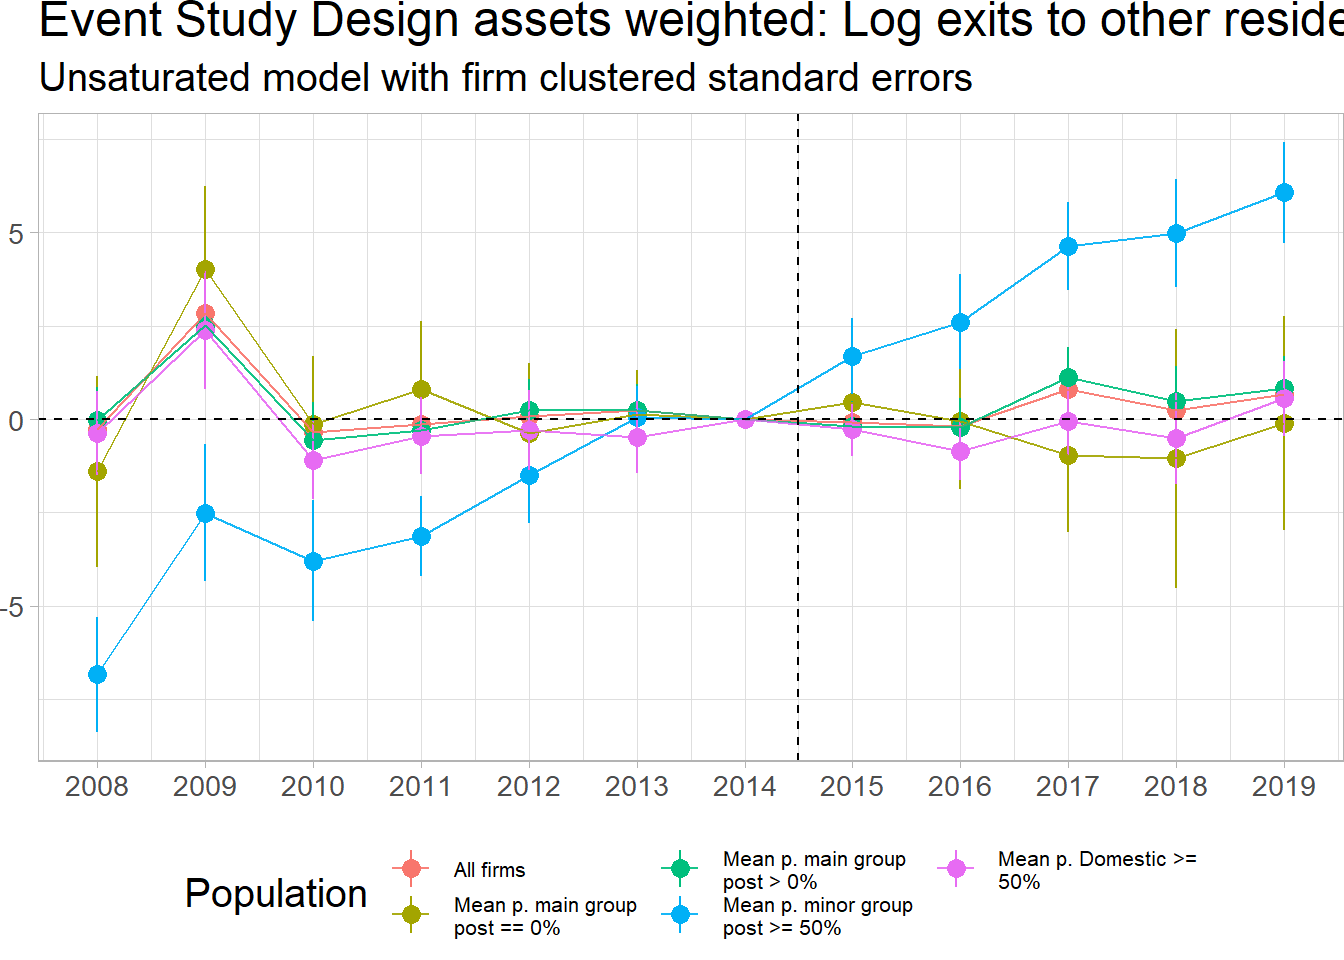 Event Study Design assets weighted: Log exits to other reside
Unsaturated model with firm clustered standard errors
5
0
-5
2008 2009 2010 2011 2012 2013 2014 2015 2016 2017 2018 2019
Population
All firms
Mean p. main group
post == 0%
Mean p. main group
post > 0%
Mean p. minor group
post >= 50%
Mean p. Domestic >=
50%